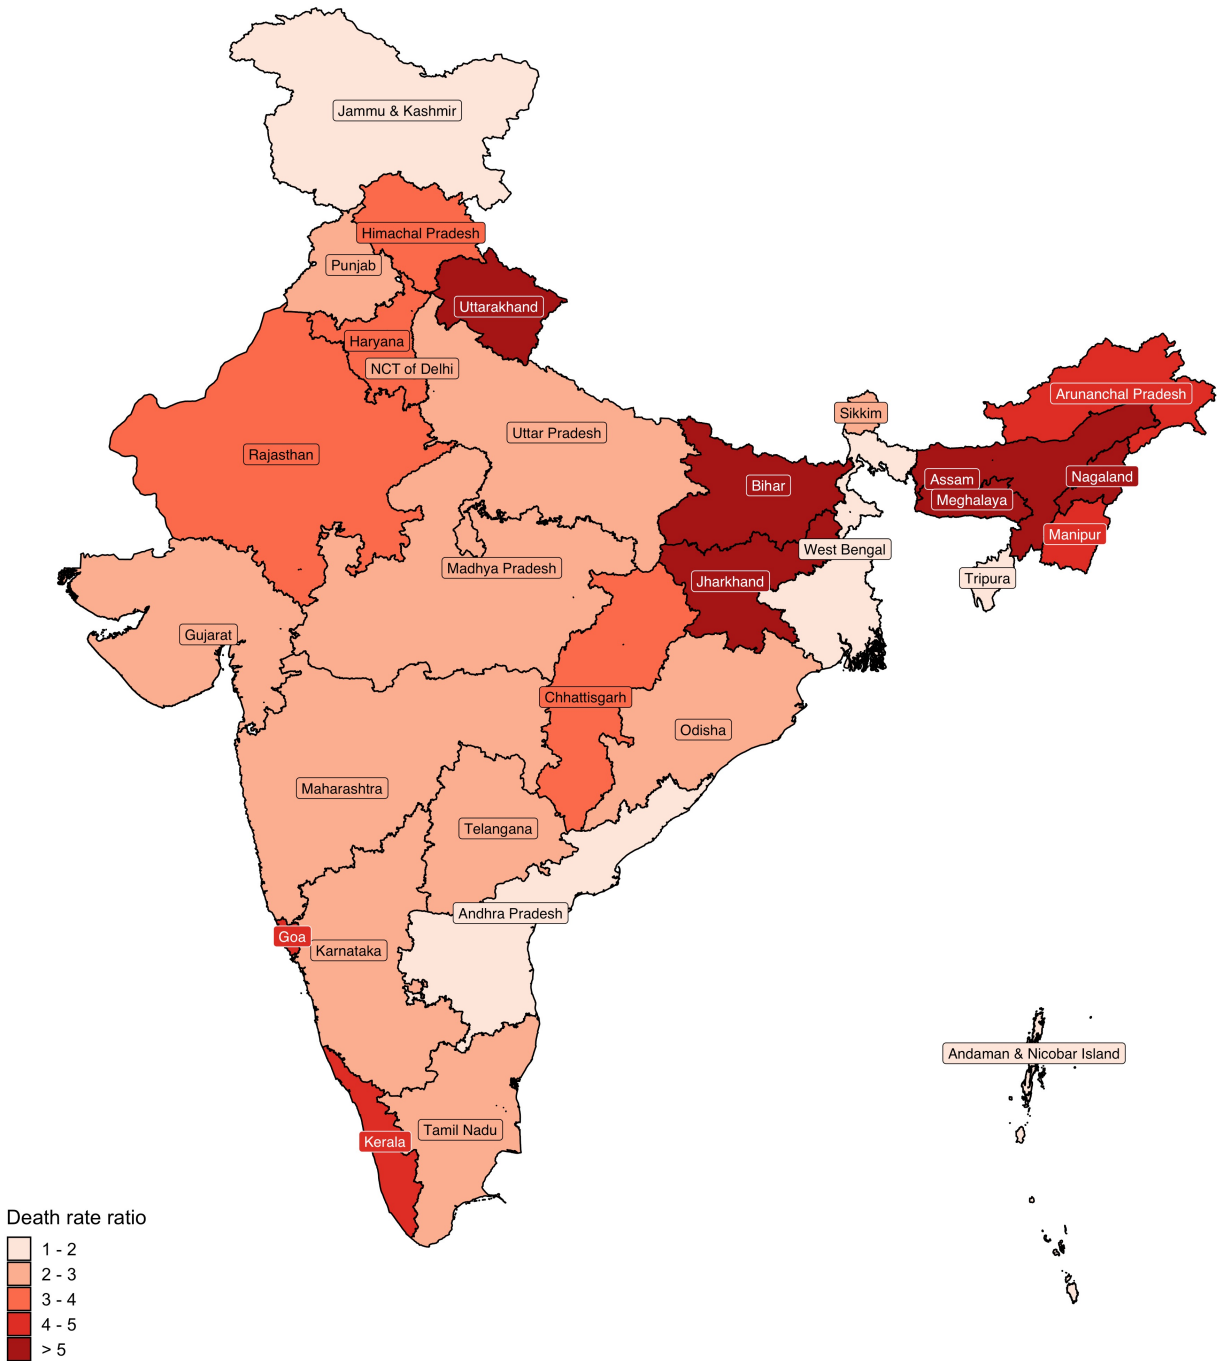 Jammu & Kashmir
Himachal Pradesh
Punjab
Uttarakhand
Haryana
NCT of Delhi
Arunanchal Pradesh
Sikkim
Uttar Pradesh
Rajasthan
Bihar
Assam
Nagaland
Meghalaya
Manipur
West Bengal
Madhya Pradesh
Jharkhand
Tripura
Gujarat
Chhattisgarh
Odisha
Maharashtra
Telangana
Andhra Pradesh
Goa
Karnataka
Andaman & Nicobar Island
Tamil Nadu
Kerala
Death rate ratio
1 - 2
2 - 3
3 - 4
4 - 5
> 5